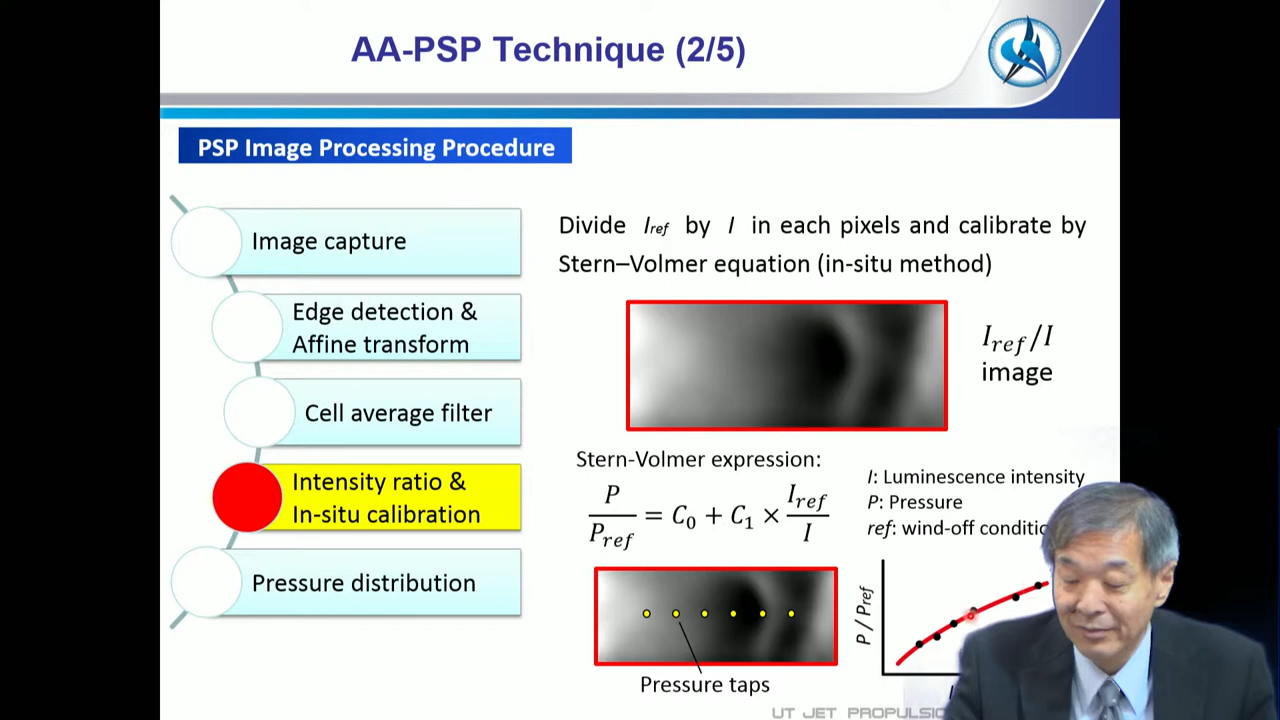 AA-PSP Technique (2/5)
PSP Image Processing Procedure
Image capture
Edge detection &
Affine transform
Cell average filter
Intensity ratio &
In-situ calibration
Pressure distribution
Divide Iref by I in each pixels and calibrate by
Stern–Volmer equation (in-situ method)
I_ref/I
image
Stern-Volmer expression:
P/P_ref = C_0 + C_1 × I_ref/I
I: Luminescence intensity
P: Pressure
ref: wind-off
P / Pref
Pressure taps
UT JET